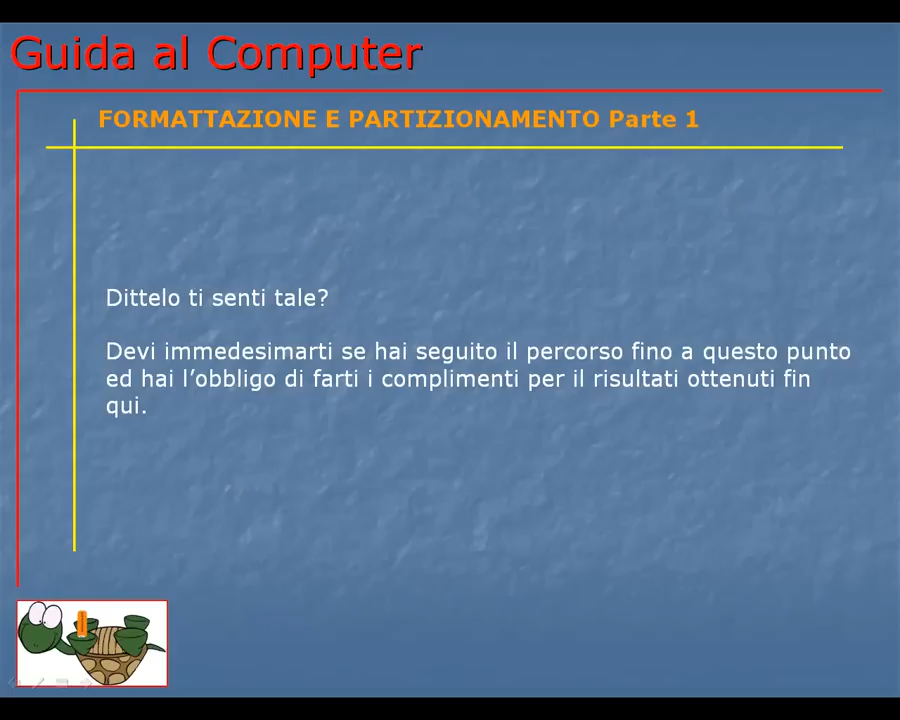 Guida al Computer
FORMATTAZIONE E PARTIZIONAMENTO Parte 1
Dittelo ti senti tale?
Devi immedesimarti se hai seguito il percorso fino a questo punto
ed hai l’obbligo di farti i complimenti per il risultati ottenuti fin
qui.